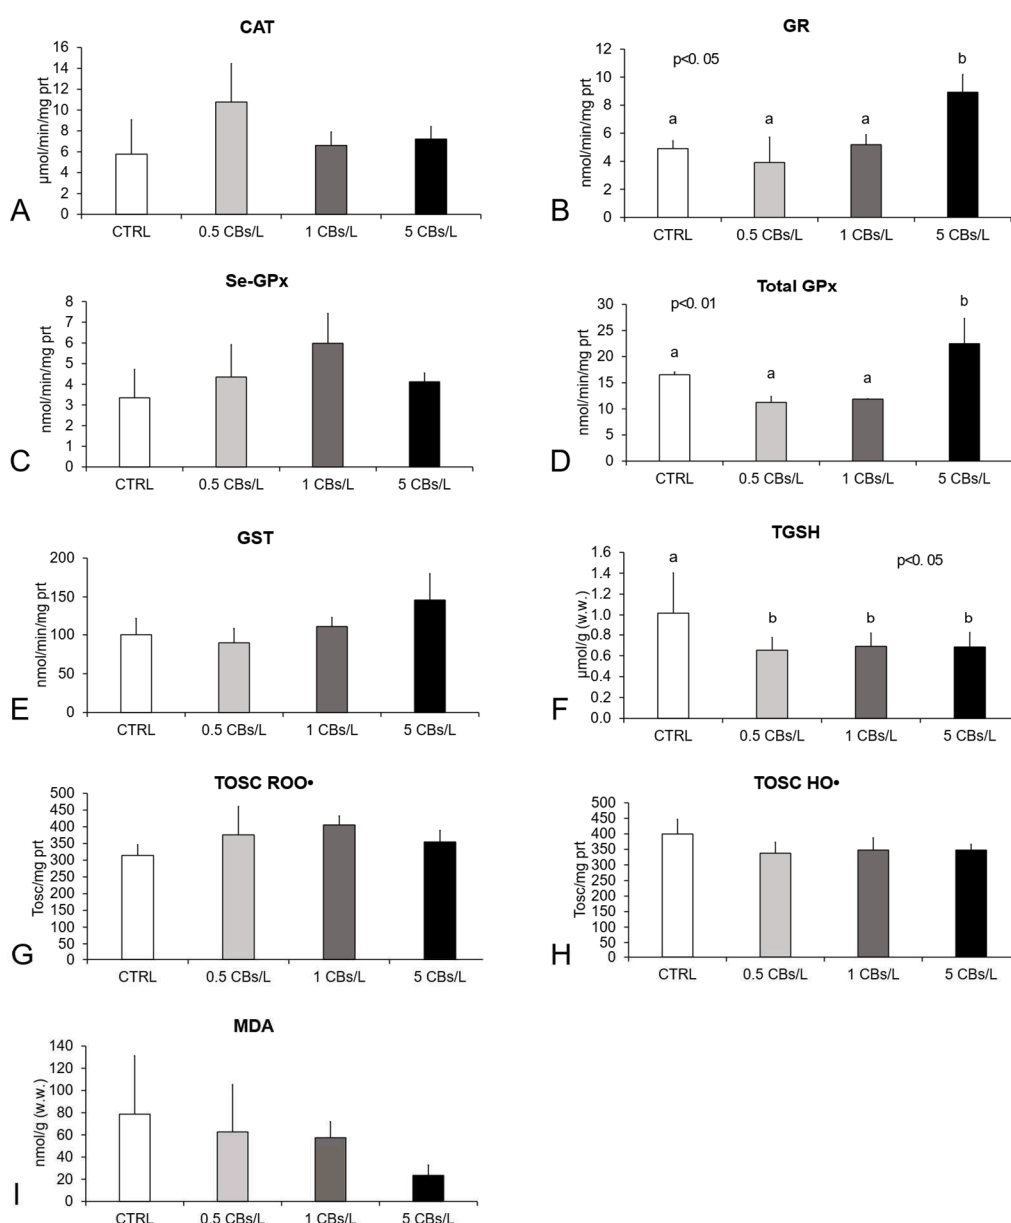 CAT
16
14
12
10
8
6
4
2
0
µmol/min/mg prt
A
CTRL 0.5 CBs/L 1 CBs/L 5 CBs/L
GR
p<0. 05
12
10
8
6
4
2
0
nmol/min/mg prt
a a a b
B
CTRL 0.5 CBs/L 1 CBs/L 5 CBs/L
Se-GPx
8
7
6
5
4
3
2
1
0
nmol/min/mg prt
C
CTRL 0.5 CBs/L 1 CBs/L 5 CBs/L
Total GPx
p<0. 01
30
25
20
15
10
5
0
nmol/min/mg prt
a a a b
D
CTRL 0.5 CBs/L 1 CBs/L 5 CBs/L
GST
200
150
100
50
0
nmol/min/mg prt
E
CTRL 0.5 CBs/L 1 CBs/L 5 CBs/L
TGSH
p<0. 05
1.6
1.4
1.2
1.0
0.8
0.6
0.4
0.2
0.0
µmol/g (w.w.)
a b b b
F
CTRL 0.5 CBs/L 1 CBs/L 5 CBs/L
TOSC ROO•
500
450
400
350
300
250
200
150
100
50
0
Tosc/mg prt
G
CTRL 0.5 CBs/L 1 CBs/L 5 CBs/L
TOSC HO•
500
450
400
350
300
250
200
150
100
50
0
Tosc/mg prt
H
CTRL 0.5 CBs/L 1 CBs/L 5 CBs/L
MDA
140
120
100
80
60
40
20
0
nmol/g (w.w.)
I
CTRL 0.5 CBs/L 1 CBs/L 5 CBs/L